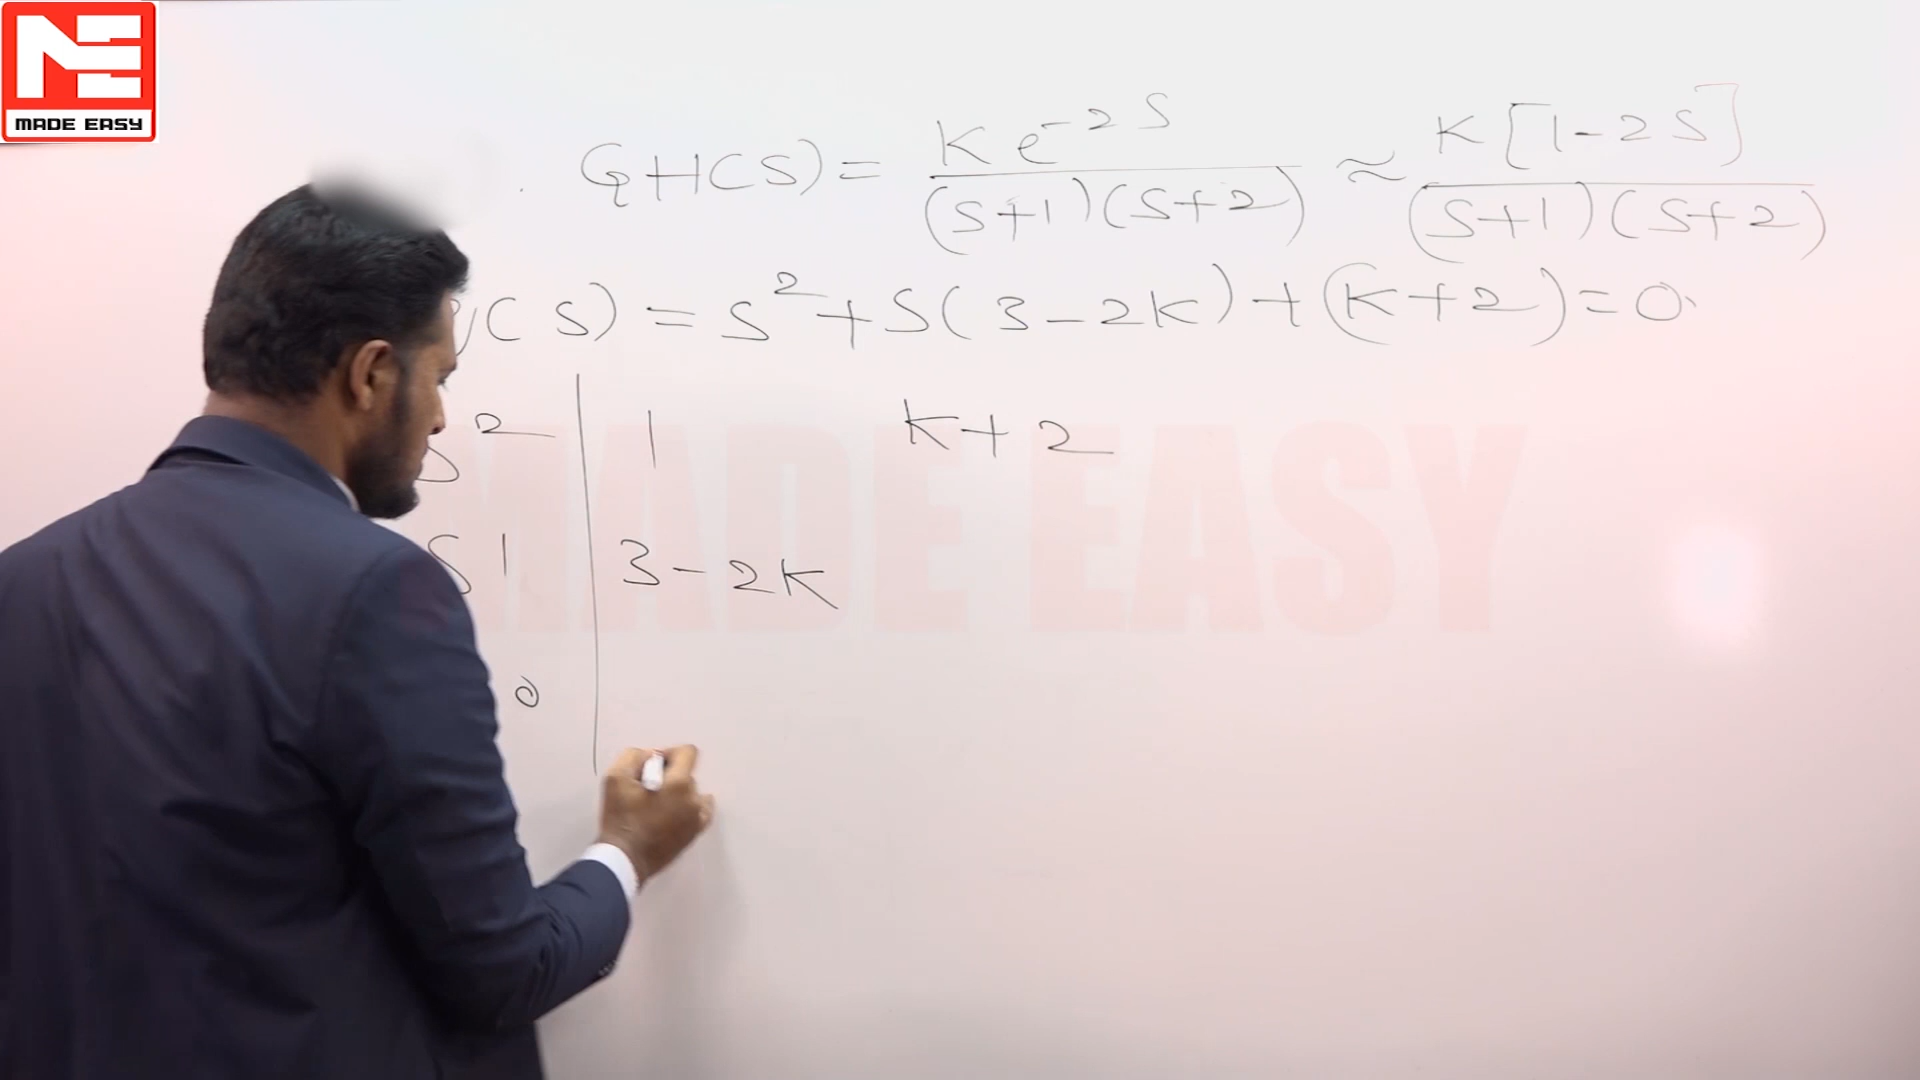 MADE EASY
GH(S) = K e^{-2S} / (S+1)(S+2) ≈ K[1-2S] / (S+1)(S+2)
(S) = S^2 + S(3-2K) + (K+2) = 0
S^2 | 1 K+2
S^1 | 3-2K
0 |
MADE EASY